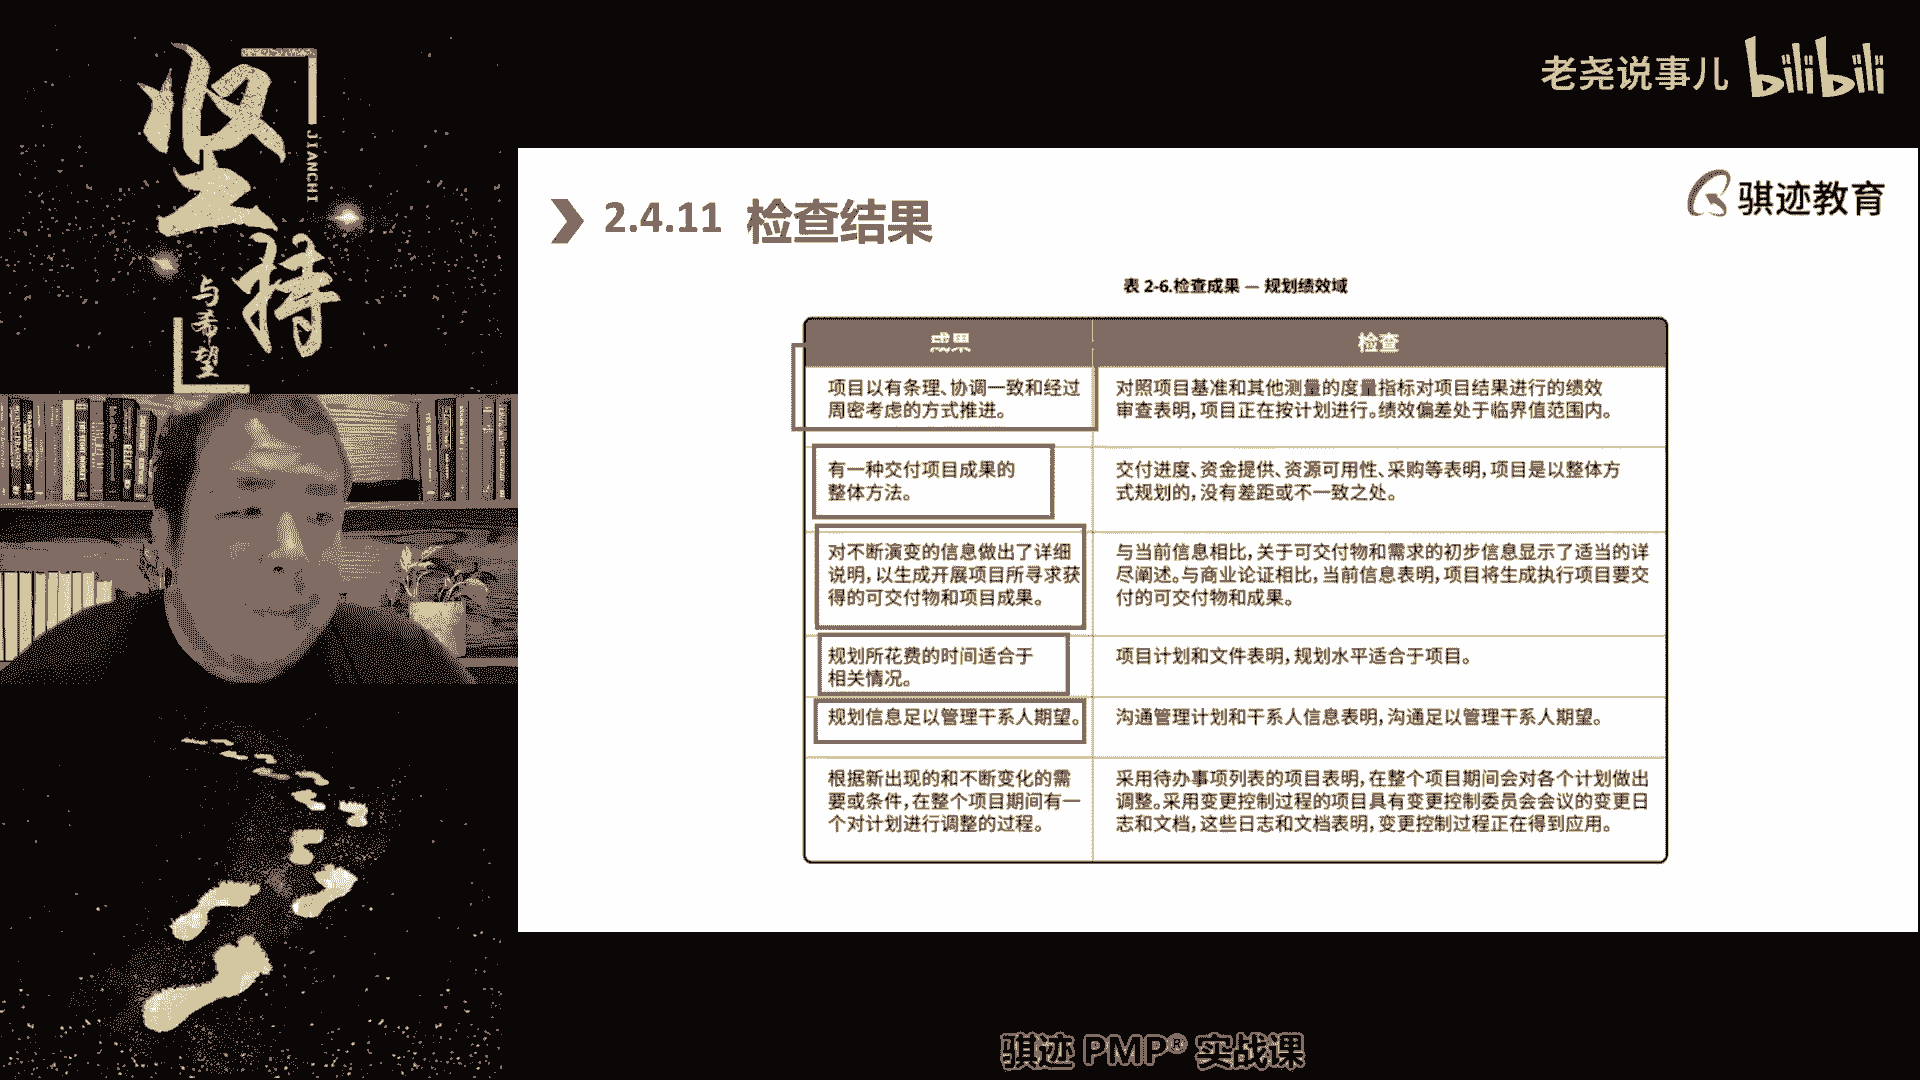 坚持
JIANCHI
与希望
老尧说事儿 bilibili
骐迹教育
2.4.11 检查结果
表 2-6.检查成果 — 规划绩效域
成果
检查
项目以有条理、协调一致和经过
周密考虑的方式推进。
对照项目基准和其他测量的度量指标对项目结果进行的绩效
审查表明，项目正在按计划进行。绩效偏差处于临界值范围内。
有一种交付项目成果的
整体方法。
交付进度、资金提供、资源可用性、采购等表明，项目是以整体方
式规划的，没有差距或不一致之处。
对不断演变的信息做出了详细
说明，以生成开展项目所寻求获
得的可交付物和项目成果。
与当前信息相比，关于可交付物和需求的初步信息显示了适当的详
尽阐述。与商业论证相比，当前信息表明，项目将生成执行项目要交
付的可交付物和成果。
规划所花费的时间适合于
相关情况。
项目计划和文件表明，规划水平适合于项目。
规划信息足以管理干系人期望。
沟通管理计划和干系人信息表明，沟通足以管理干系人期望。
根据新出现的和不断变化的需
要或条件，在整个项目期间有一
个对计划进行调整的过程。
采用待办事项列表的项目表明，在整个项目期间会对各个计划做出
调整。采用变更控制过程的项目具有变更控制委员会会议的变更日
志和文档，这些日志和文档表明，变更控制过程正在得到应用。
骐迹 PMP® 实战课